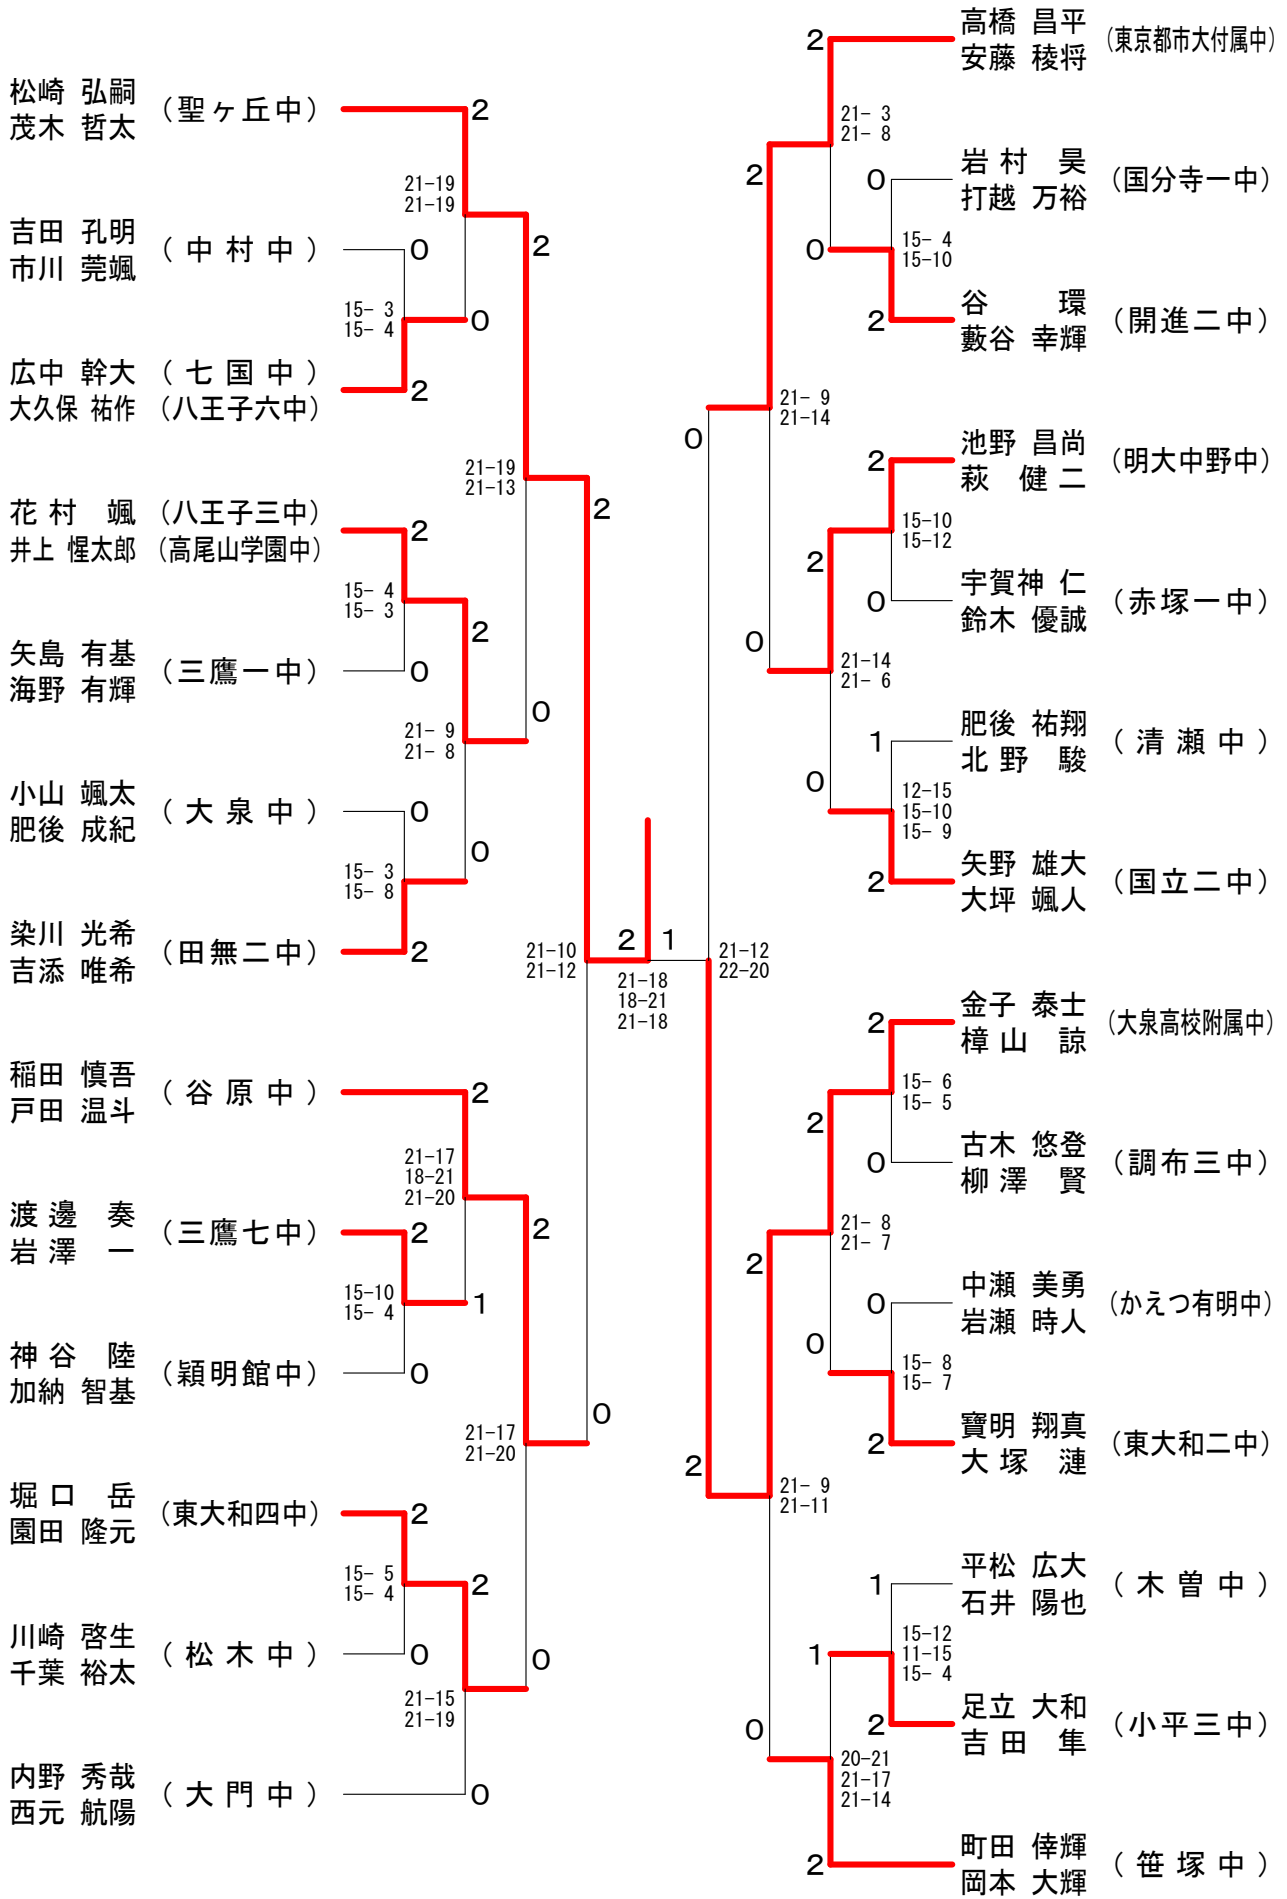 松崎 弘嗣
茂木 哲太
(聖ヶ丘中)
2
21-19
21-19
吉田 孔明
市川 莞颯
(中村中)
0
2
15- 3
15- 4
0
広中 幹大 (七国中)
大久保 祐作 (八王子六中)
2
21-19
21-13
2
花村 颯 (八王子三中)
井上 惺太郎 (高尾山学園中)
2
15- 4
15- 3
2
矢島 有基
海野 有輝
(三鷹一中)
0
0
21- 9
21- 8
小山 颯太
肥後 成紀
(大泉中)
0
0
15- 3
15- 8
染川 光希
吉添 唯希
(田無二中)
2
21-10
21-12
稲田 慎吾
戸田 温斗
(谷原中)
2
21-17
18-21
21-20
渡邊 奏
岩澤 一
(三鷹七中)
2
2
15-10
15- 4
1
神谷 陸
加納 智基
(穎明館中)
0
0
21-17
21-20
堀口 岳
園田 隆元
(東大和四中)
2
15- 5
15- 4
2
川崎 啓生
千葉 裕太
(松木中)
0
0
21-15
21-19
内野 秀哉
西元 航陽
(大門中)
0
2 1
21-18
18-21
21-18
2
高橋 昌平
安藤 稜将
(東京都市大付属中)
21- 3
21- 8
2
0
岩村 昊
打越 万裕
(国分寺一中)
0
15- 4
15-10
2
谷 環
藪谷 幸輝
(開進二中)
0
21- 9
21-14
2
池野 昌尚
萩 健二
(明大中野中)
15-10
15-12
2
0
宇賀神 仁
鈴木 優誠
(赤塚一中)
0
21-14
21- 6
1
肥後 祐翔
北野 駿
(清瀬中)
0
12-15
15-10
15- 9
2
矢野 雄大
大坪 颯人
(国立二中)
21-12
22-20
2
金子 泰士
樟山 諒
(大泉高校附属中)
15- 6
15- 5
2
0
古木 悠登
柳澤 賢
(調布三中)
21- 8
21- 7
2
0
中瀬 美勇
岩瀬 時人
(かえつ有明中)
0
15- 8
15- 7
2
寶明 翔真
大塚 漣
(東大和二中)
2
21- 9
21-11
1
平松 広大
石井 陽也
(木曽中)
1
15-12
11-15
15- 4
2
足立 大和
吉田 隼
(小平三中)
0
20-21
21-17
21-14
2
町田 倖輝
岡本 大輝
(笹塚中)